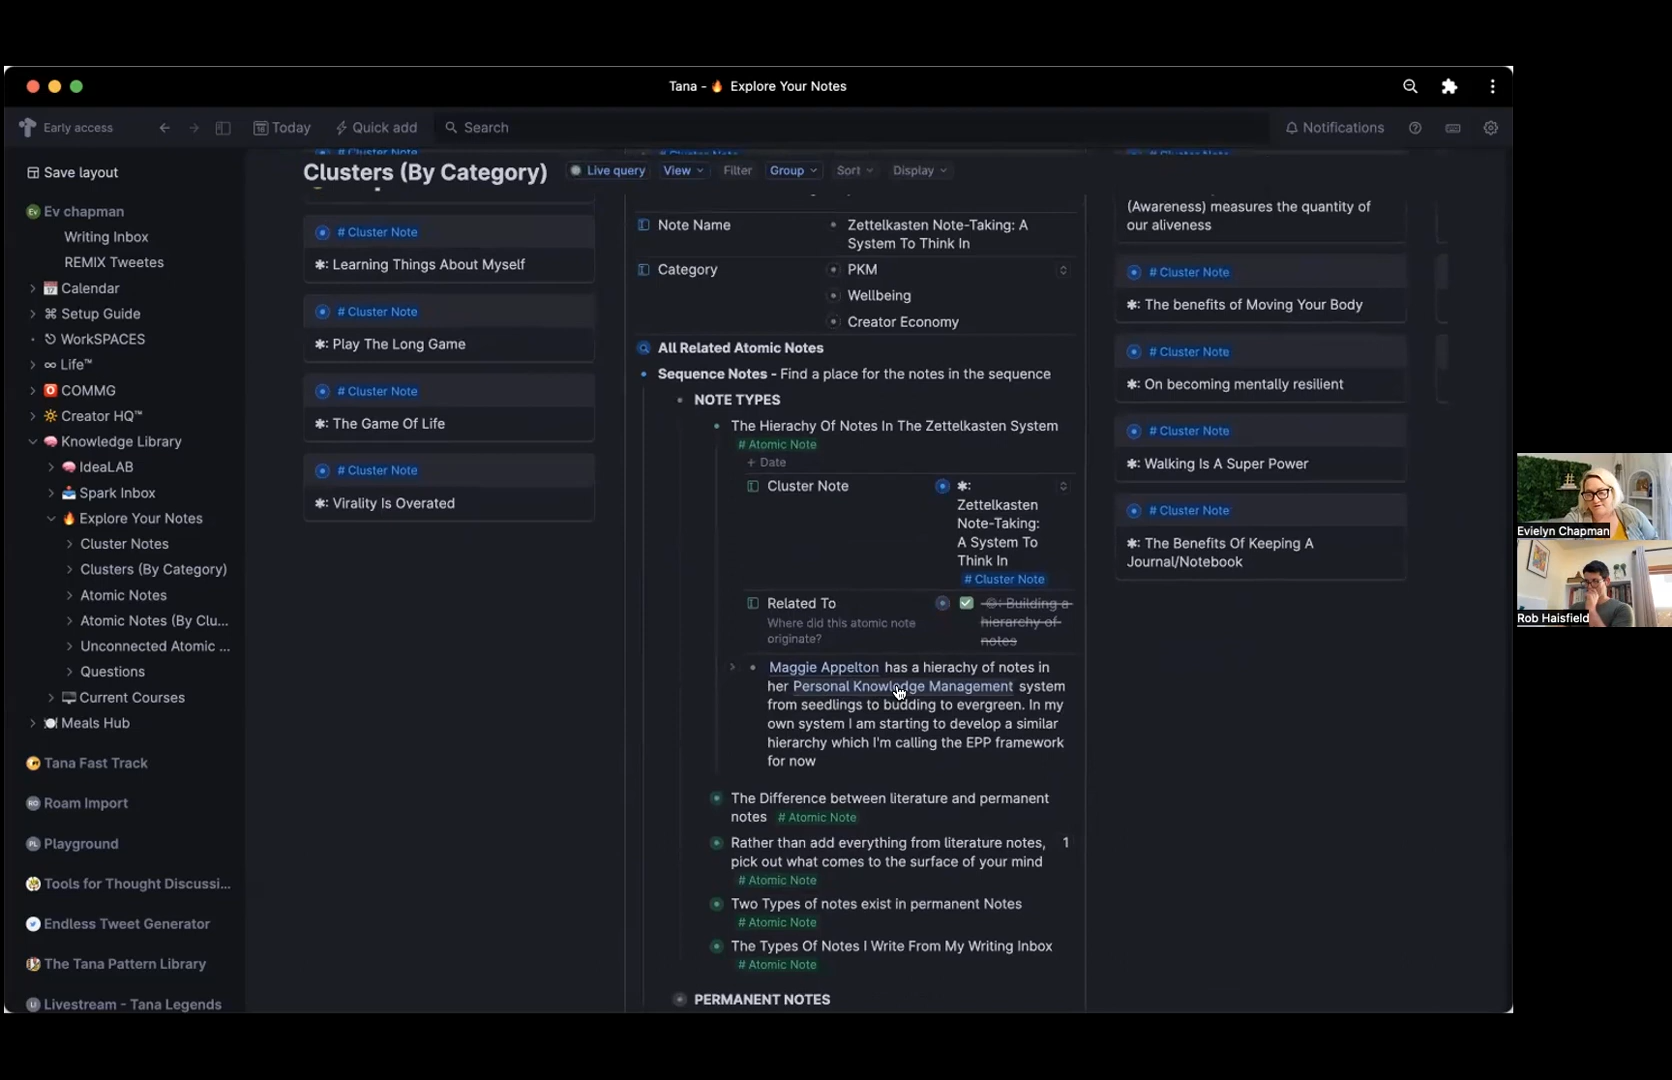 Tana - 🔥 Explore Your Notes
Early access
Today
Quick add
Search
Notifications
Save layout
Ev chapman
Writing Inbox
REMIX Tweetes
Calendar
Setup Guide
WorkSPACES
Life™
COMMG
Creator HQ™
Knowledge Library
IdeaLAB
Spark Inbox
Explore Your Notes
Cluster Notes
Clusters (By Category)
Atomic Notes
Atomic Notes (By Clu...
Unconnected Atomic ...
Questions
Current Courses
Meals Hub
Tana Fast Track
Roam Import
Playground
Tools for Thought Discussi...
Endless Tweet Generator
The Tana Pattern Library
Livestream - Tana Legends
# Cluster Note
Clusters (By Category)
Live query
View
Filter
Group
Sort
Display
# Cluster Note
✱: Learning Things About Myself
# Cluster Note
✱: Play The Long Game
# Cluster Note
✱: The Game Of Life
# Cluster Note
✱: Virality Is Overated
# Cluster Note
Note Name
Zettelkasten Note-Taking: A
System To Think In
Category
PKM
Wellbeing
Creator Economy
All Related Atomic Notes
Sequence Notes - Find a place for the notes in the sequence
NOTE TYPES
The Hierachy Of Notes In The Zettelkasten System
# Atomic Note
+ Date
Cluster Note
✱:
Zettelkasten
Note-Taking:
A System To
Think In
# Cluster Note
Related To
Where did this atomic note
originate?
©: Building a
hierarchy of
notes
Maggie Appelton has a hierachy of notes in
her Personal Knowledge Management system
from seedlings to budding to evergreen. In my
own system I am starting to develop a similar
hierarchy which I'm calling the EPP framework
for now
The Difference between literature and permanent
notes # Atomic Note
Rather than add everything from literature notes, 1
pick out what comes to the surface of your mind
# Atomic Note
Two Types of notes exist in permanent Notes
# Atomic Note
The Types Of Notes I Write From My Writing Inbox
# Atomic Note
PERMANENT NOTES
# Cluster Note
(Awareness) measures the quantity of
our aliveness
# Cluster Note
✱: The benefits of Moving Your Body
# Cluster Note
✱: On becoming mentally resilient
# Cluster Note
✱: Walking Is A Super Power
# Cluster Note
✱: The Benefits Of Keeping A
Journal/Notebook
Evielyn Chapman
Rob Haisfield